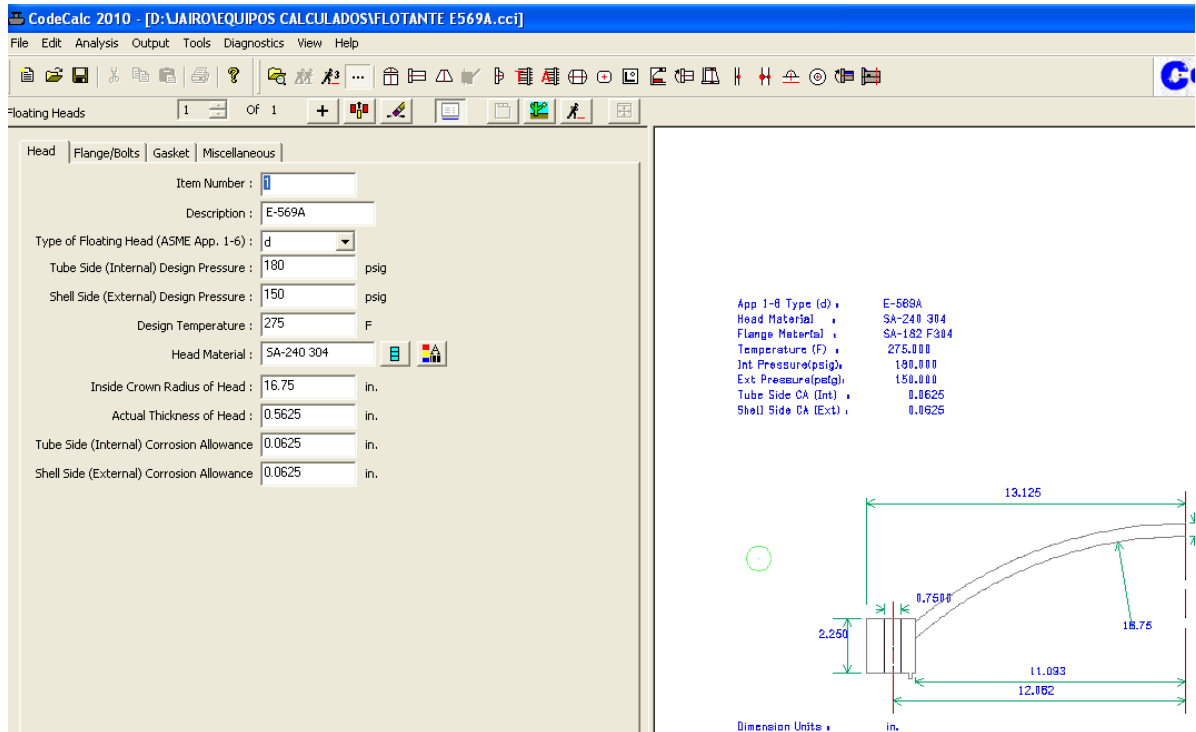 CodeCalc 2010 - [D:\JAIRO\EQUIPOS CALCULADOS\FLOTANTE E569A.cci]
File Edit Analysis Output Tools Diagnostics View Help
Floating Heads 1 Of 1
Head Flange/Bolts Gasket Miscellaneous
Item Number : 1
Description : E-569A
Type of Floating Head (ASME App. 1-6) : d
Tube Side (Internal) Design Pressure : 180 psig
Shell Side (External) Design Pressure : 150 psig
Design Temperature : 275 F
Head Material : SA-240 304
Inside Crown Radius of Head : 16.75 in.
Actual Thickness of Head : 0.5625 in.
Tube Side (Internal) Corrosion Allowance 0.0625 in.
Shell Side (External) Corrosion Allowance 0.0625 in.
App 1-6 Type (d) : E-569A
Head Material : SA-240 304
Flange Material : SA-182 F304
Temperature (F) : 275.000
Int Pressure(psig): 180.000
Ext Pressure(psig): 150.000
Tube Side CA (Int) : 0.0625
Shell Side CA (Ext) : 0.0625
13.125
0.7500
2.250
16.75
11.093
12.062
Dimension Units : in.